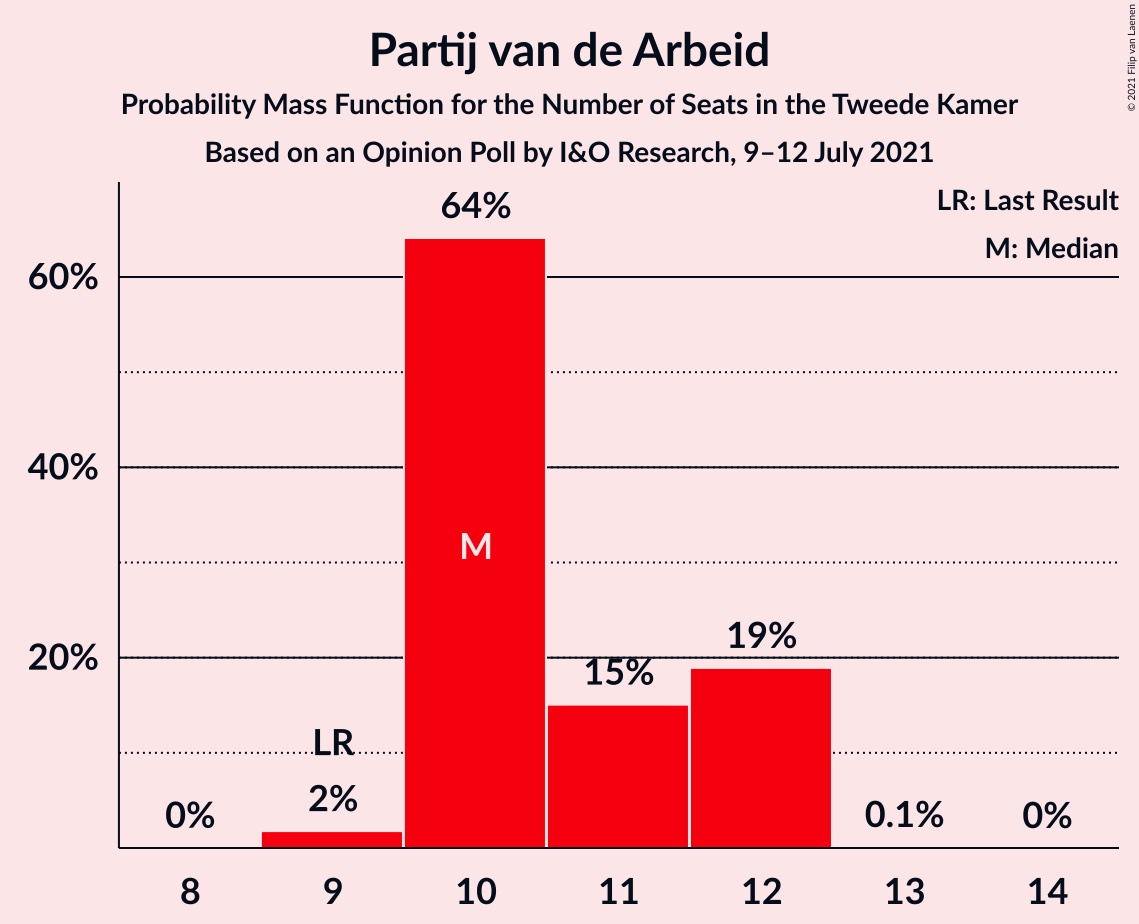 Partij van de Arbeid
Probability Mass Function for the Number of Seats in the Tweede Kamer
Based on an Opinion Poll by I&O Research, 9–12 July 2021
© 2021 Filip van Laenen
LR: Last Result
M: Median
64%
60%
40%
M
20%
19%
15%
LR
2%
0%
0.1%
0%
8 9 10 11 12 13 14